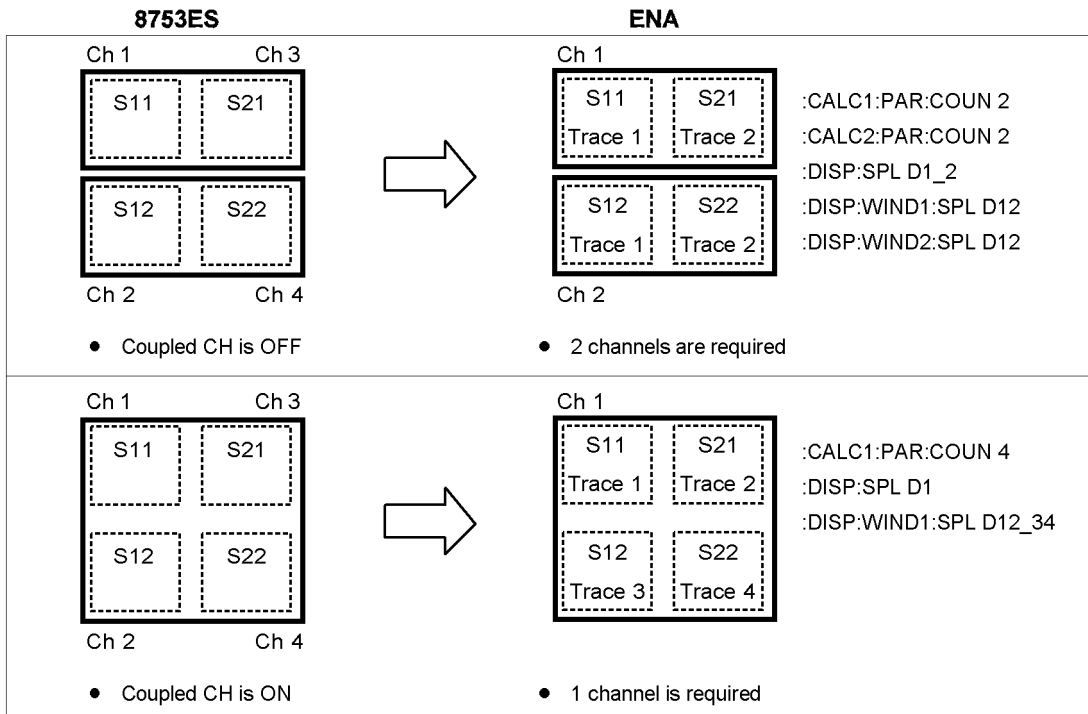 8753ES
ENA
Ch 1 Ch 3
S11 S21
S12 S22
Ch 2 Ch 4
● Coupled CH is OFF
Ch 1
S11 S21
Trace 1 Trace 2
S12 S22
Trace 1 Trace 2
Ch 2
● 2 channels are required
:CALC1:PAR:COUN 2
:CALC2:PAR:COUN 2
:DISP:SPL D1_2
:DISP:WIND1:SPL D12
:DISP:WIND2:SPL D12
Ch 1 Ch 3
S11 S21
S12 S22
Ch 2 Ch 4
● Coupled CH is ON
Ch 1
S11 S21
Trace 1 Trace 2
S12 S22
Trace 3 Trace 4
● 1 channel is required
:CALC1:PAR:COUN 4
:DISP:SPL D1
:DISP:WIND1:SPL D12_34